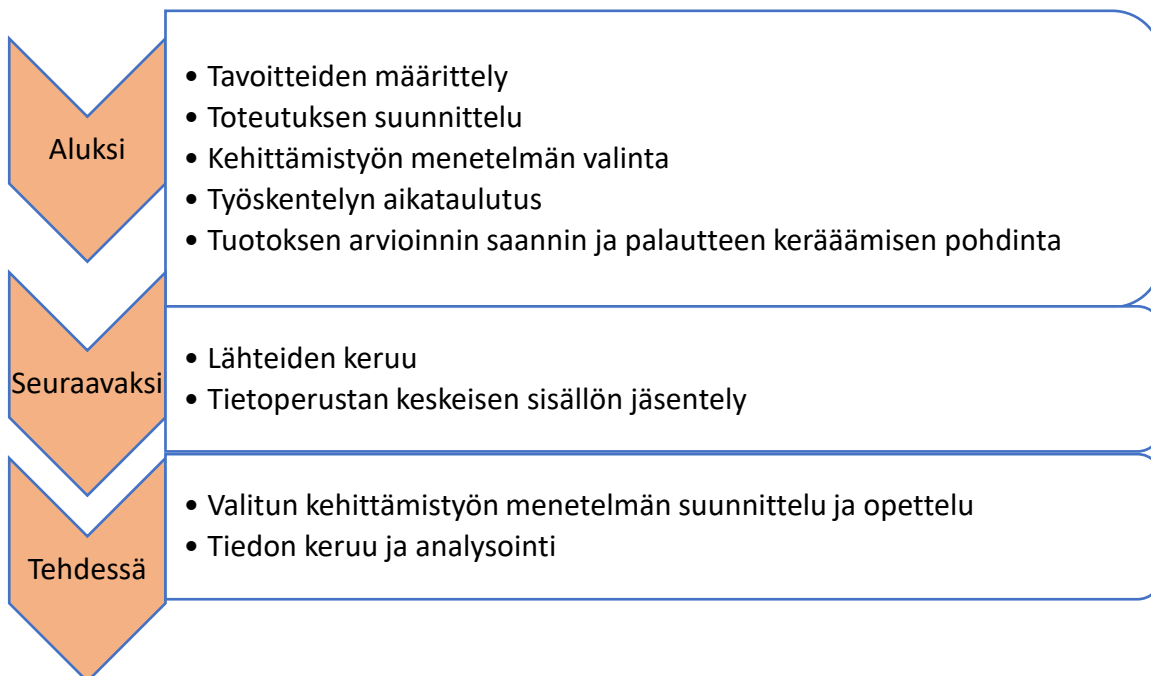 Aluksi
• Tavoitteiden määrittely
• Toteutuksen suunnittelu
• Kehittämistyön menetelmän valinta
• Työskentelyn aikataulutus
• Tuotoksen arvioinnin saannin ja palautteen kerääämisen pohdinta
Seuraavaksi
• Lähteiden keruu
• Tietoperustan keskeisen sisällön jäsentely
Tehdessä
• Valitun kehittämistyön menetelmän suunnittelu ja opettelu
• Tiedon keruu ja analysointi